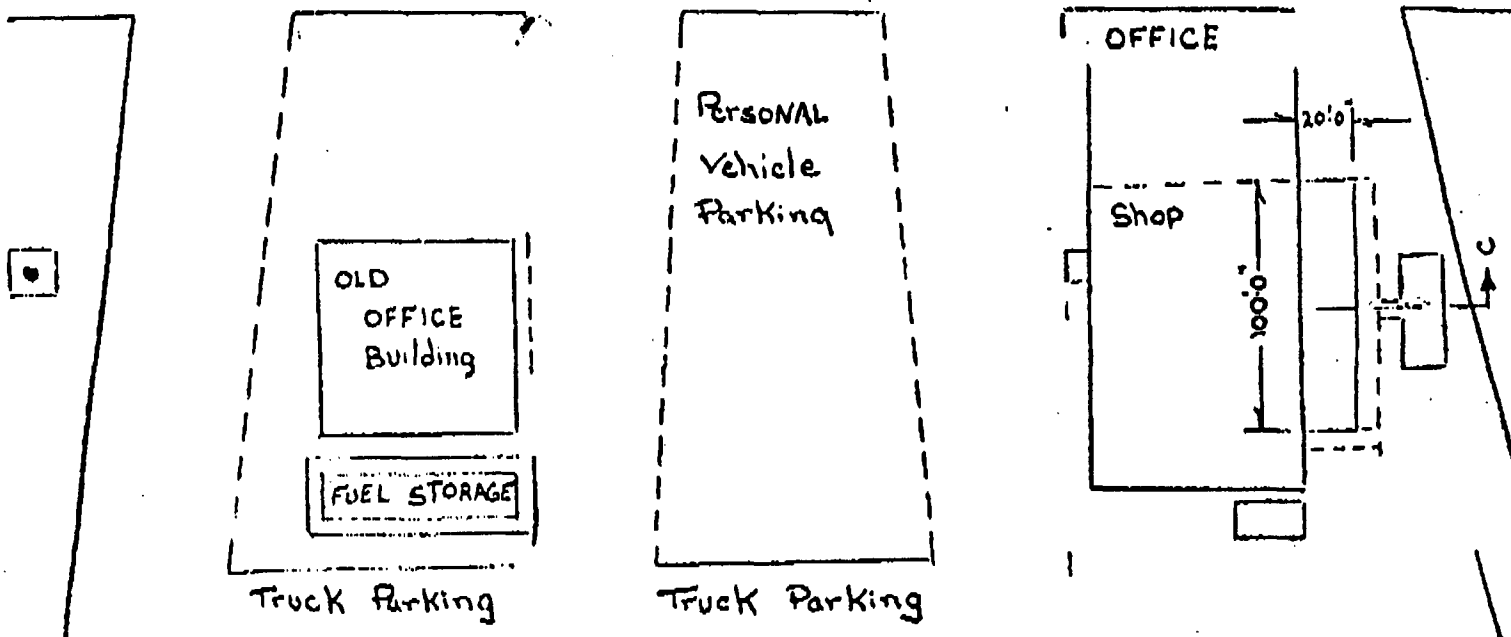 OFFICE
PersONAL
Vehicle
Parking
20'.0"
Shop
100'.0"
C
OLD
OFFICE
Building
FUEL STORAGE
Truck Parking
Truck Parking